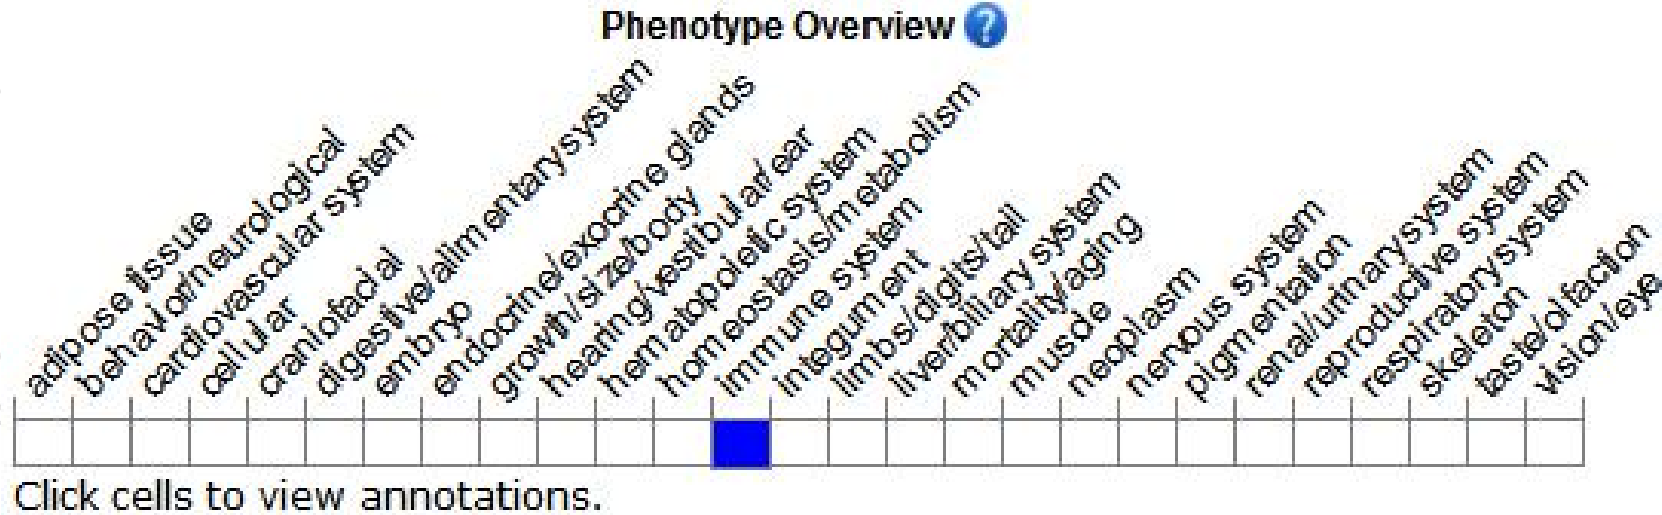 Phenotype Overview ?
adipose tissue
behavior/neurological
cardiovascular system
cellular
craniofacial
digestive/alimentary system
embryo
endocrine/exocrine glands
growth/size/body
hearing/vestibular/ear
hematopoietic system
homeostasis/metabolism
immune system
integument
limbs/digits/tail
liver/biliary system
mortality/aging
muscle
neoplasm
nervous system
pigmentation
renal/urinary system
reproductive system
respiratory system
skeleton
taste/olfaction
vision/eye
Click cells to view annotations.